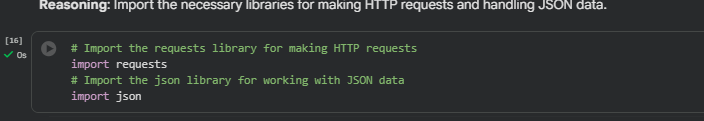 Reasoning: Import the necessary libraries for making HTTP requests and handling JSON data.
[16]
0s
# Import the requests library for making HTTP requests
import requests
# Import the json library for working with JSON data
import json